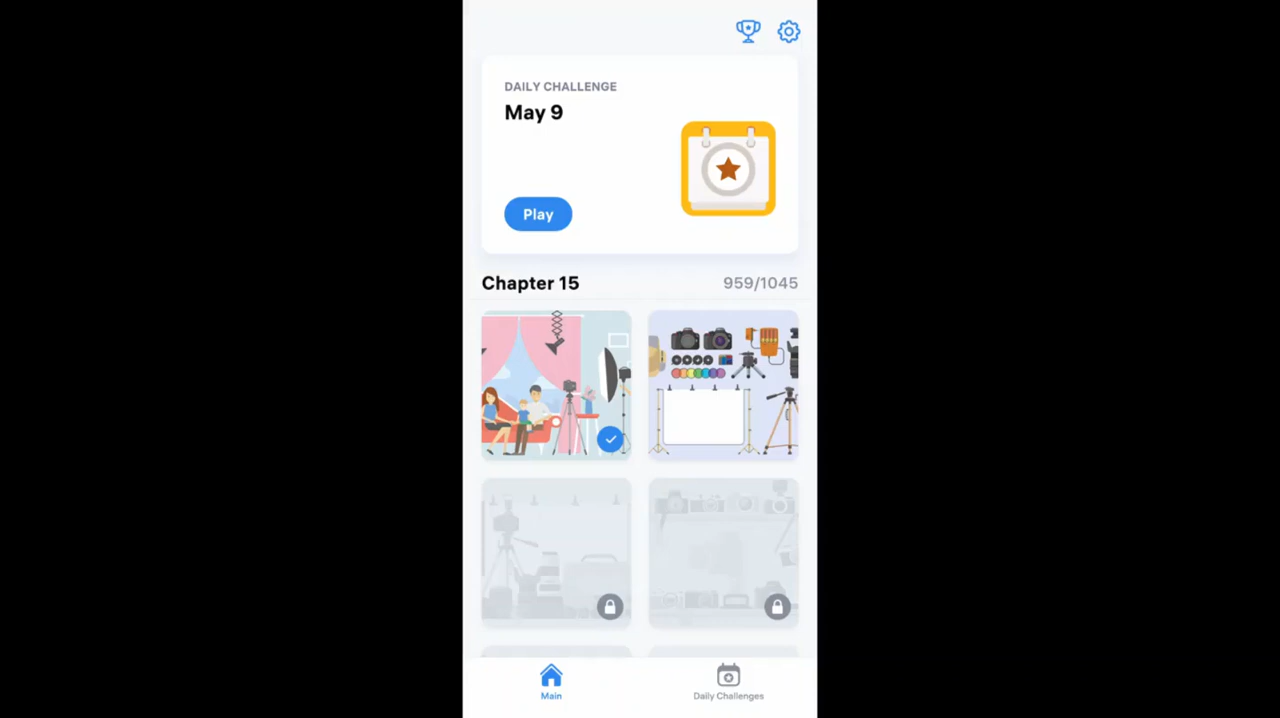 DAILY CHALLENGE
May 9
Play
Chapter 15
959/1045
Main
Daily Challenges